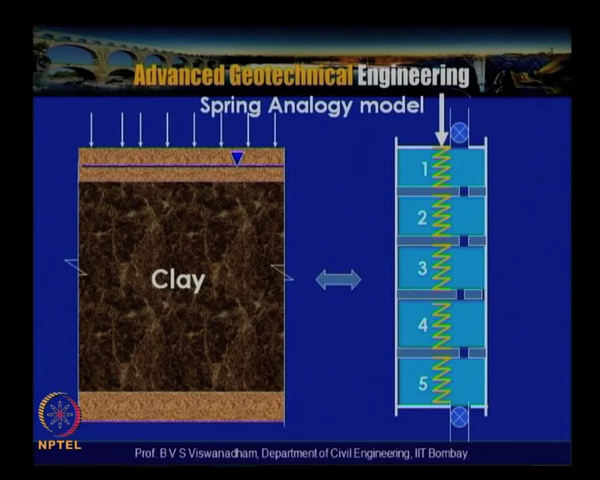 Advanced Geotechnical Engineering
Spring Analogy model
Clay
1
2
3
4
5
NPTEL
Prof. B V S Viswanadham, Department of Civil Engineering, IIT Bombay